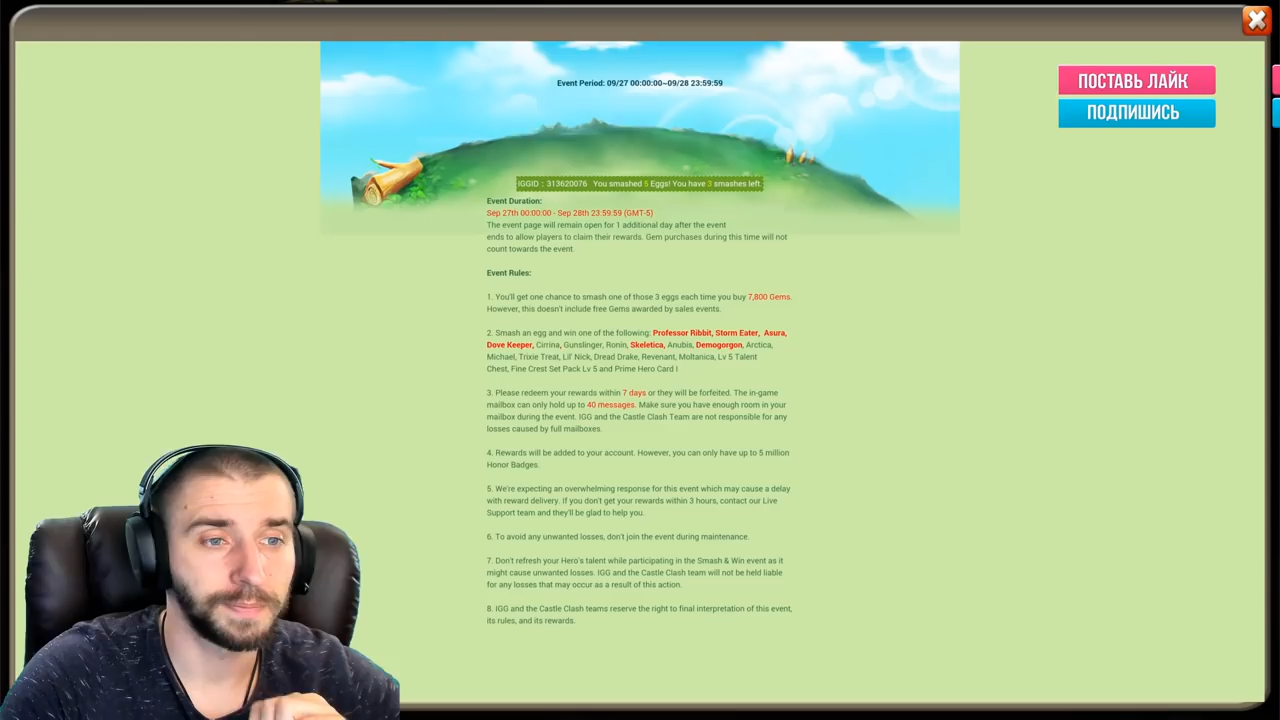 Event Period: 09/27 00:00:00~09/28 23:59:59
ПОСТАВЬ ЛАЙК
ПОДПИШИСЬ
IGGID : 313620076 You smashed 5 Eggs! You have 3 smashes left.
Event Duration:
Sep 27th 00:00:00 - Sep 28th 23:59:59 (GMT-5)
The event page will remain open for 1 additional day after the event
ends to allow players to claim their rewards. Gem purchases during this time will not
count towards the event.
Event Rules:
1. You'll get one chance to smash one of those 3 eggs each time you buy 7,800 Gems.
However, this doesn't include free Gems awarded by sales events.
2. Smash an egg and win one of the following: Professor Ribbit, Storm Eater, Asura,
Dove Keeper, Cirrina, Gunslinger, Ronin, Skeletica, Anubis, Demogorgon, Arctica,
Michael, Trixie Treat, Lil' Nick, Dread Drake, Revenant, Moltanica, Lv 5 Talent
Chest, Fine Crest Set Pack Lv 5 and Prime Hero Card I
3. Please redeem your rewards within 7 days or they will be forfeited. The in-game
mailbox can only hold up to 40 messages. Make sure you have enough room in your
mailbox during the event. IGG and the Castle Clash Team are not responsible for any
losses caused by full mailboxes.
4. Rewards will be added to your account. However, you can only have up to 5 million
Honor Badges.
5. We're expecting an overwhelming response for this event which may cause a delay
with reward delivery. If you don't get your rewards within 3 hours, contact our Live
Support team and they'll be glad to help you.
6. To avoid any unwanted losses, don't join the event during maintenance.
7. Don't refresh your Hero's talent while participating in the Smash & Win event as it
might cause unwanted losses. IGG and the Castle Clash team will not be held liable
for any losses that may occur as a result of this action.
8. IGG and the Castle Clash teams reserve the right to final interpretation of this event,
its rules, and its rewards.